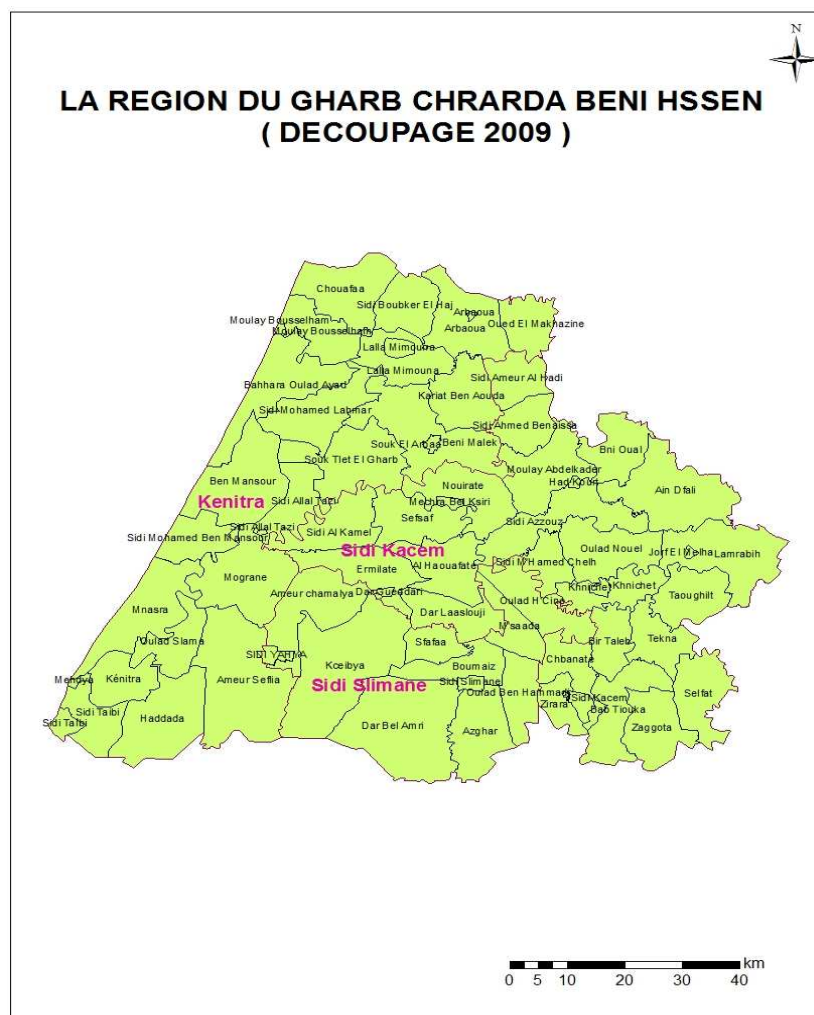 N
LA REGION DU GHARB CHRARDA BENI HSSEN
( DECOUPAGE 2009 )
Chouafaa
Sidi Boubker El Haj
Arbaoua
Moulay Bousselham
Oued El Makhazine
Arbaoua
Moulay Bousselham
Lalla Mimouna
Lalla Mimouna
Sidi Ameur Al Hadi
Bahhara Oulad Ayad
Kariat Ben Aouda
Sidi Mohamed Lahmar
Sidi Ahmed Benaissa
Souk El Arbaa
Beni Malek
Bni Oual
Souk Tlet El Gharb
Moulay Abdelkader
Ben Mansour
Nouirate
Had Kourt
Ain Dfali
Kenitra
Sidi Allal Tazi
Mechra Bel Ksiri
Sefsaf
Sidi Allal Tazi
Sidi Azzouz
Sidi Al Kamel
Sidi Mohamed Ben Mansour
Sidi Kacem
Oulad Nouel
Jorf El Melha
Lamrabih
Sidi M'Hamed Chelh
Ermilate
Al Haouafate
Mograne
Khnichet
Khnichet
Ameur chamalya
Dar Gueddari
Taoughilt
Oulad H'Cine
Mnasra
Dar Laaslouji
M'saada
Oulad Slama
Sfafaa
Bir Taleb
Tekna
SIDI YAHYA
Chbanate
Kceibya
Boumaiz
Mehdya
Kénitra
Ameur Seflia
Sidi Slimane
Sidi Slimane
Oulad Ben Hammadi
Sidi Kacem
Selfat
Zirara
Bab Tiouka
Sidi Taibi
Haddada
Sidi Taibi
Dar Bel Amri
Azghar
Zaggota
km
0 5 10 20 30 40